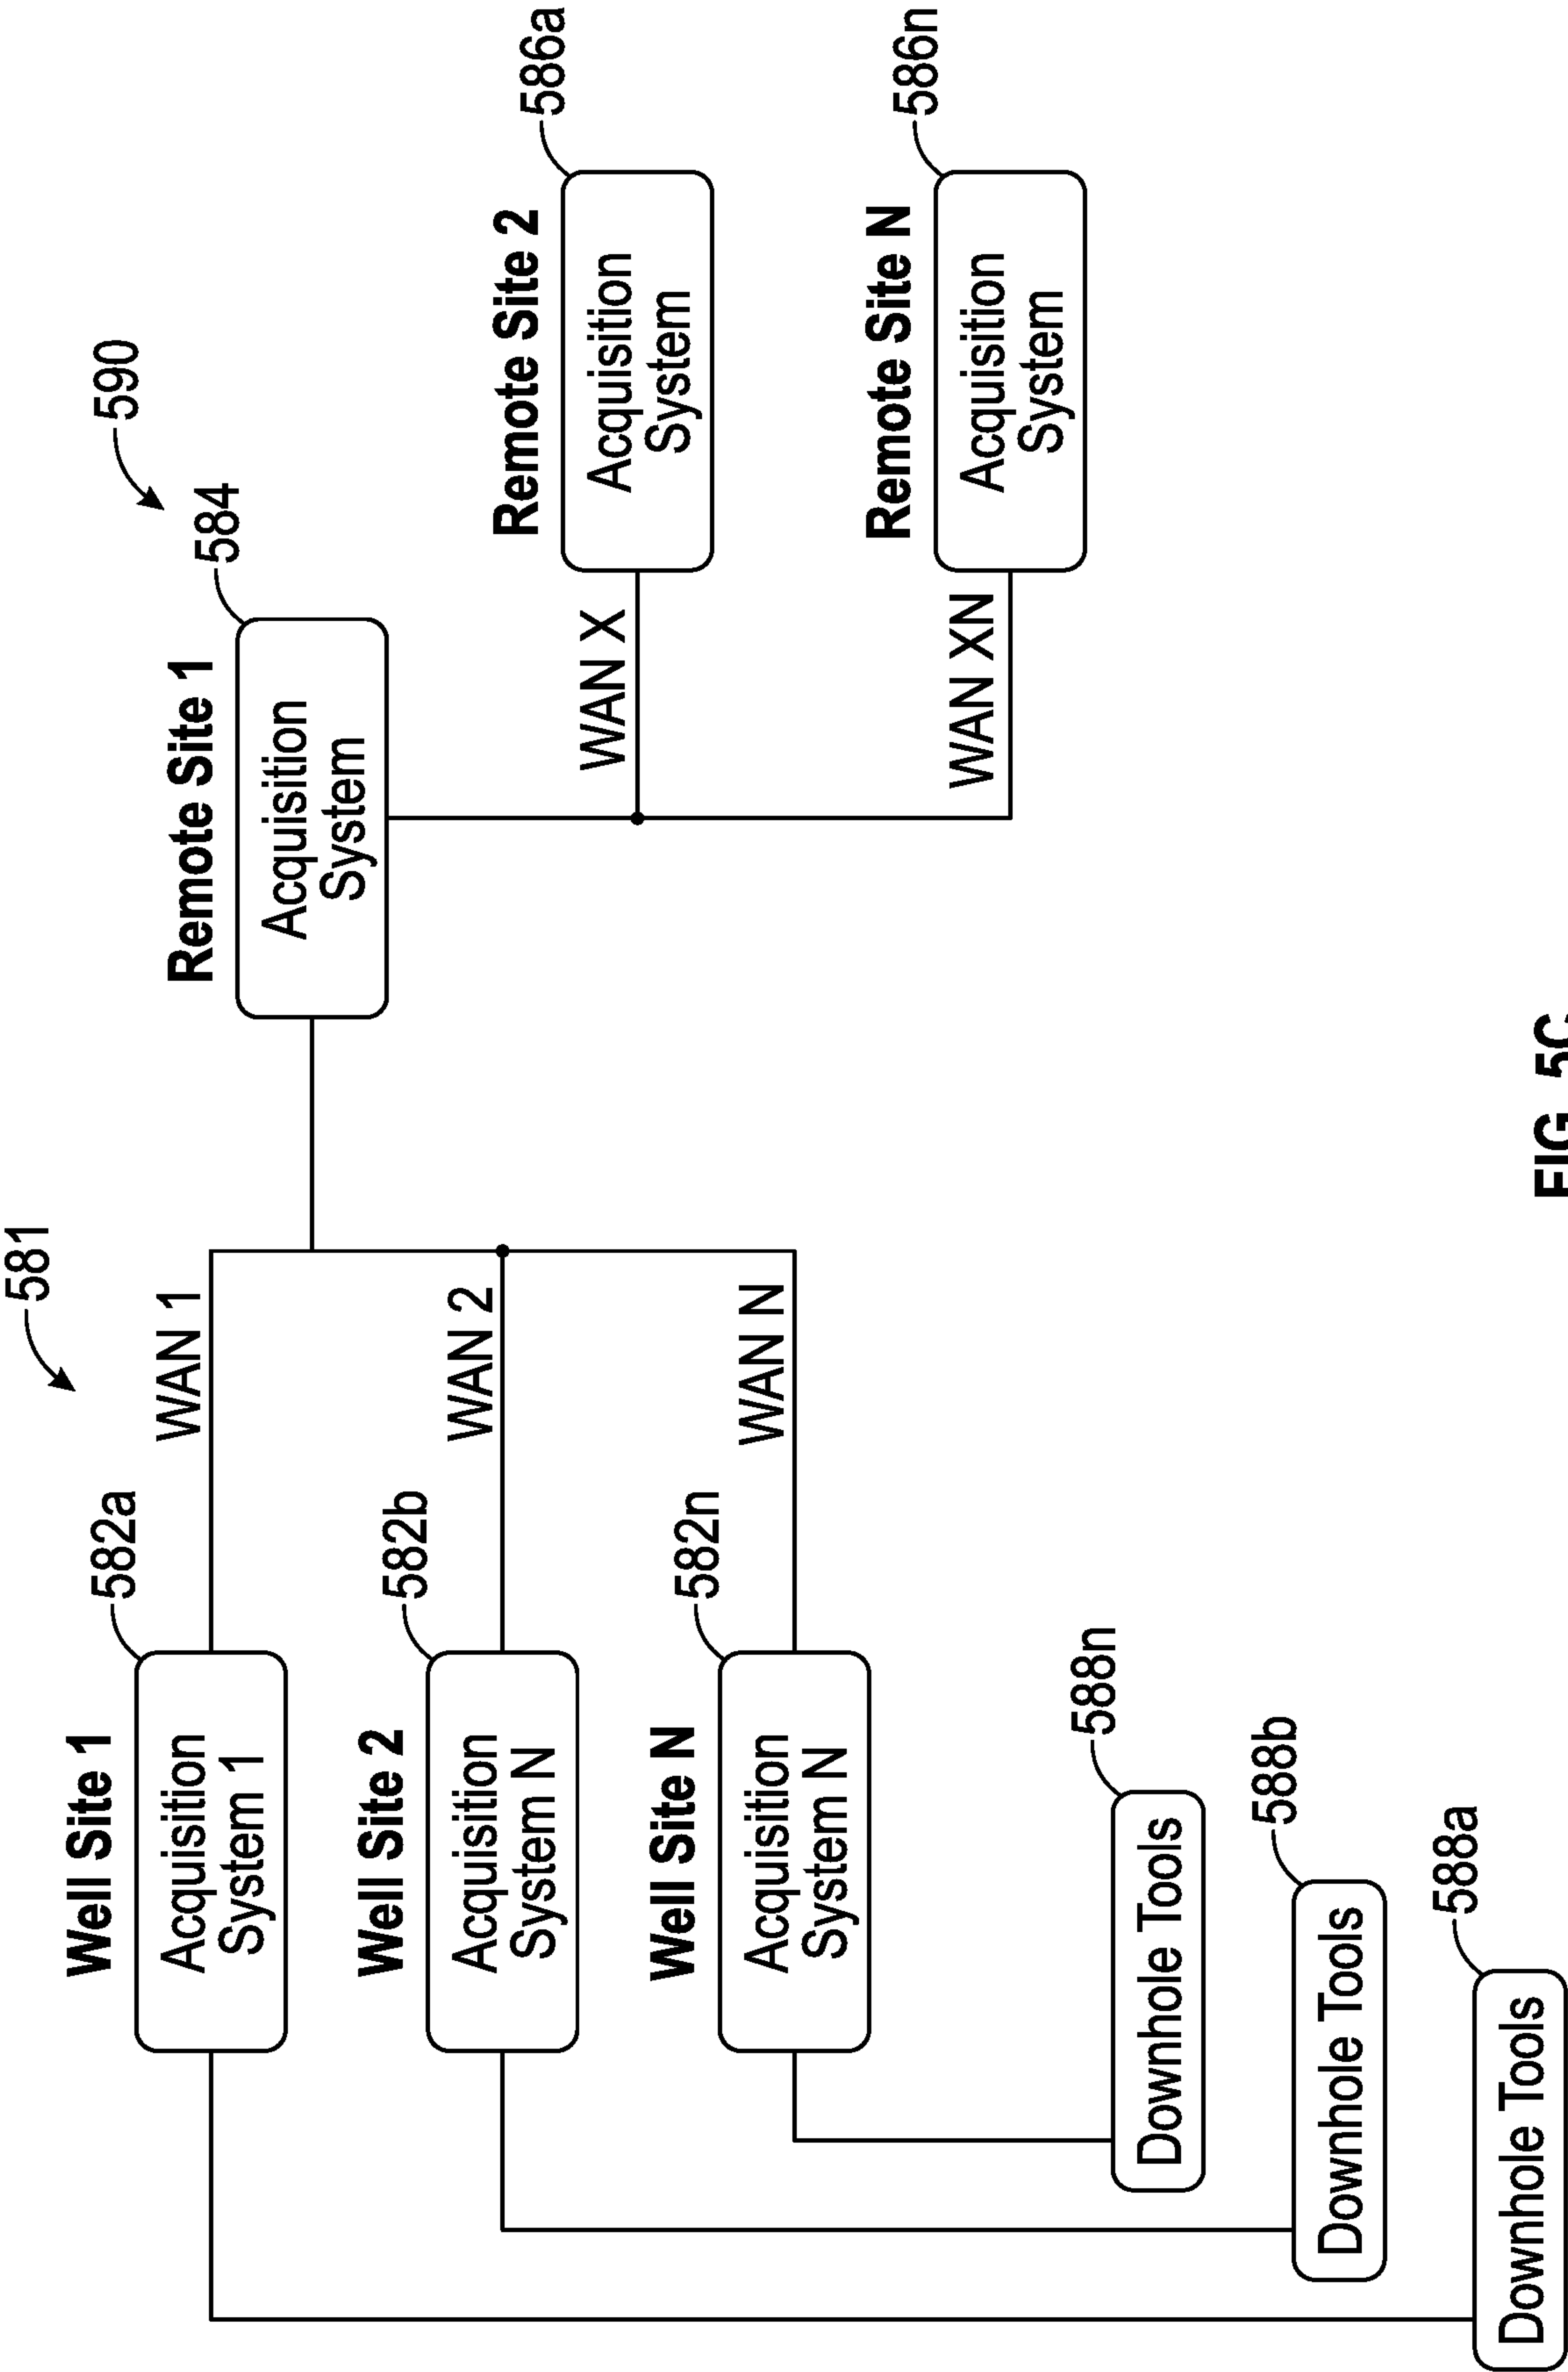 581
590
Well Site 1
582a
Acquisition
System 1
WAN 1
Remote Site 1
584
Acquisition
System
Well Site 2
582b
Acquisition
System N
WAN 2
Remote Site 2
586a
Acquisition
System
WAN X
Well Site N
582n
Acquisition
System N
WAN N
Remote Site N
586n
Acquisition
System
WAN XN
588n
Downhole Tools
588b
Downhole Tools
588a
Downhole Tools
FIG. 5C